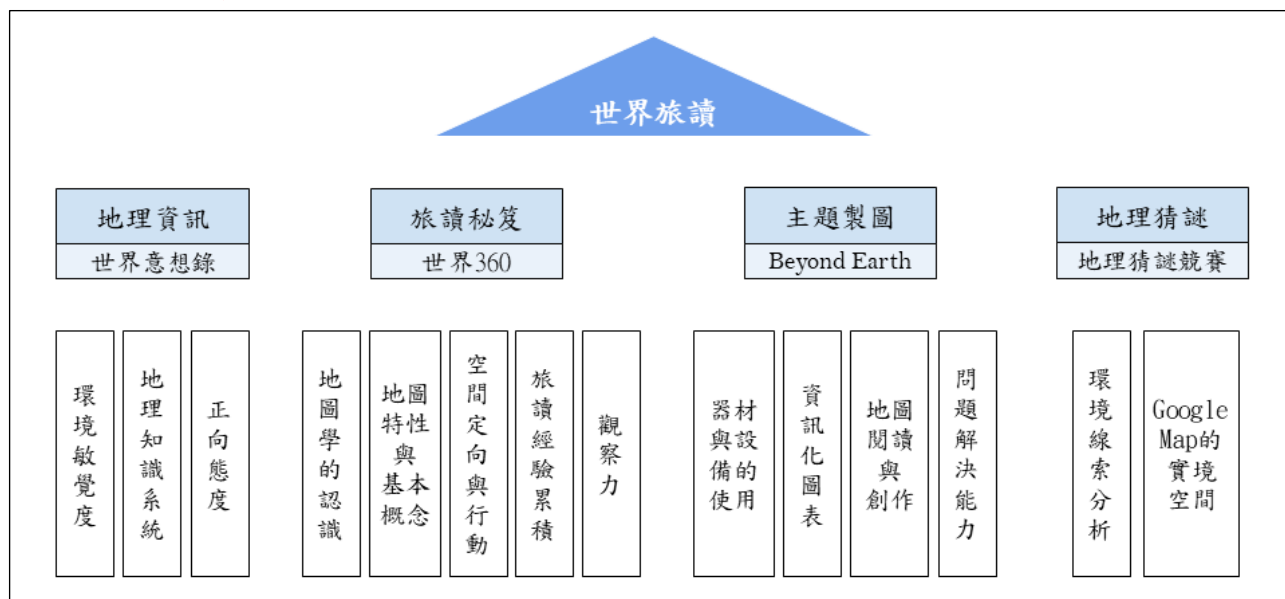 世界旅讀
地理資訊
世界意想錄
旅讀秘笈
世界360
主題製圖
Beyond Earth
地理猜謎
地理猜謎競賽
環境敏覺度
地理知識系統
正向態度
地圖學的認識
地圖
特性
與
基本
概念
空間定向與行動
旅讀經驗累積
觀察力
器材
與設
備的
使用
資訊化圖表
地圖
閱讀
與
創作
問題解決能力
環境線索分析
Google
Map的
實境
空間